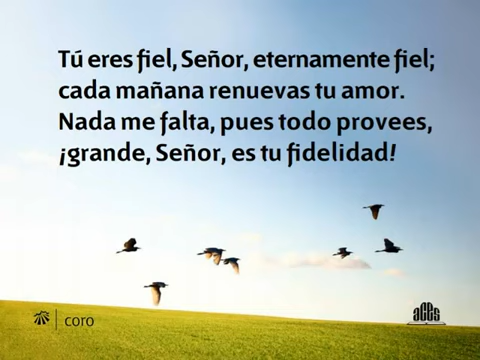 Tú eres fiel, Señor, eternamente fiel;
cada mañana renuevas tu amor.
Nada me falta, pues todo provees,
¡grande, Señor, es tu fidelidad!
coro
aces